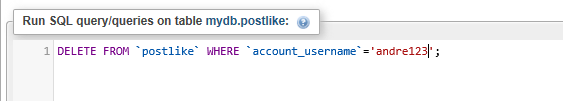 Run SQL query/queries on table mydb.postlike:
1 DELETE FROM `postlike` WHERE `account_username`='andre123';